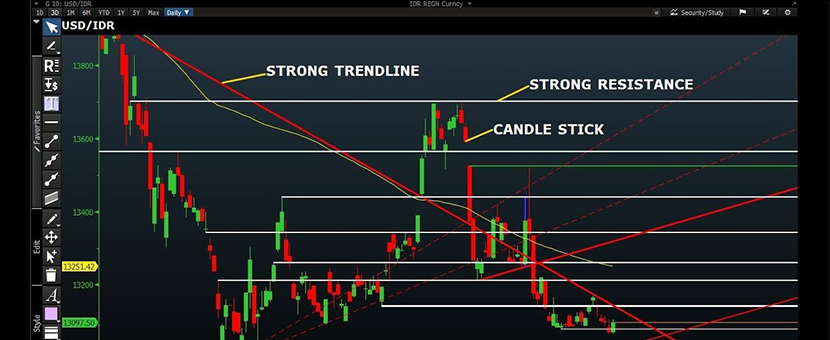 G 10: USD/IDR
IDR REGN Curncy
1D 3D 1M 6M YTD 1Y 5Y Max Daily ▼
« Security/Study
USD/IDR
STRONG TRENDLINE
STRONG RESISTANCE
CANDLE STICK
Favorites
Edit
Style
R
$
A
13800
13600
13400
13251.42
13200
13097.50